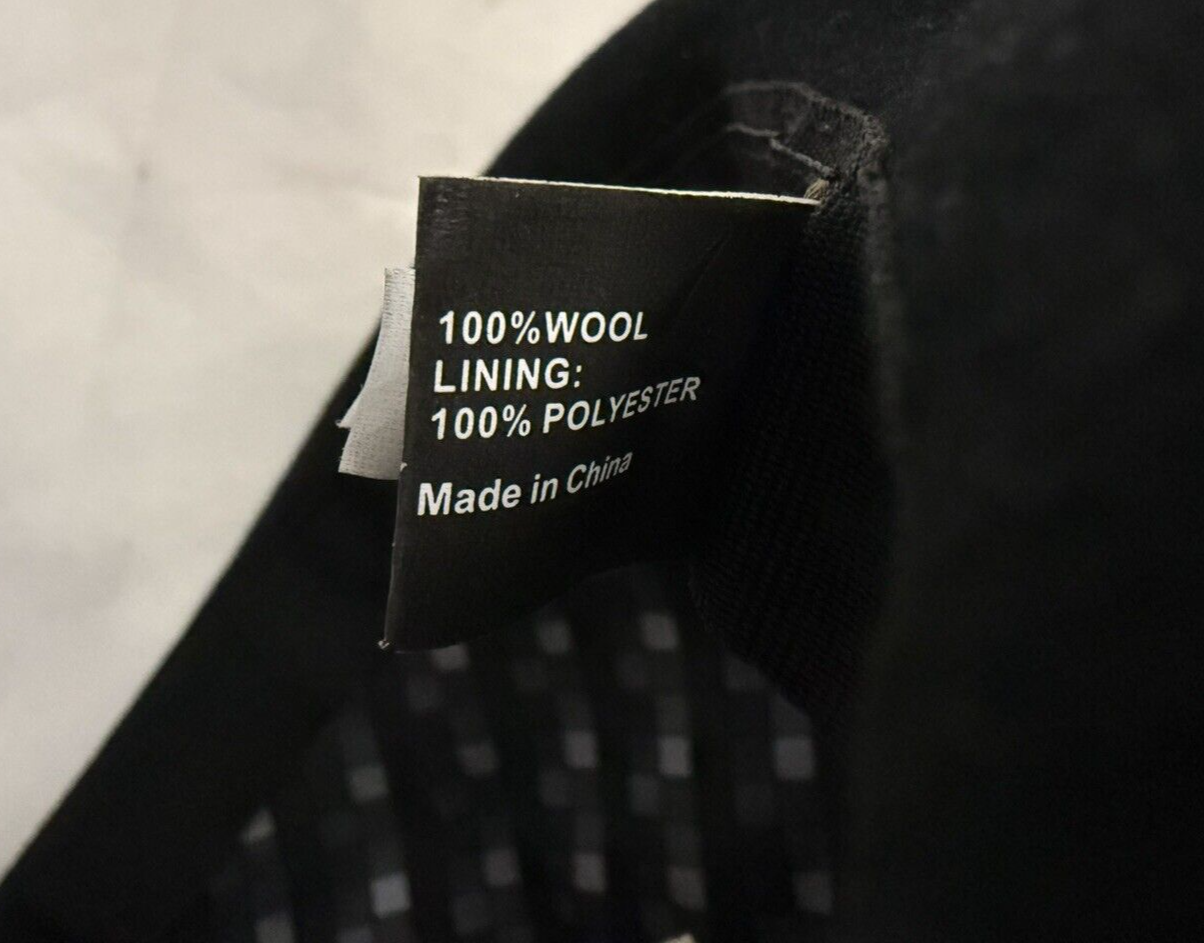 100%WOOL
LINING:
100% POLYESTER
Made in China